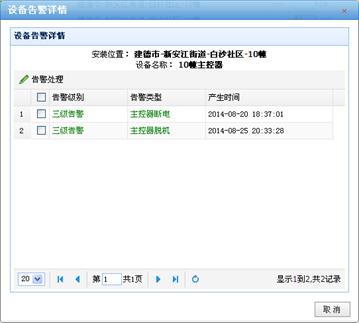 设备告警详情
设备告警详情
安装位置： 建德市-新安江街道-白沙社区-10幢
设备名称： 10幢主控器
告警处理
告警级别 告警类型 产生时间
1 三级告警 主控器断电 2014-08-20 18:37:01
2 三级告警 主控器脱机 2014-08-25 20:33:28
20 第 1 共1页 显示1到2,共2记录
取 消